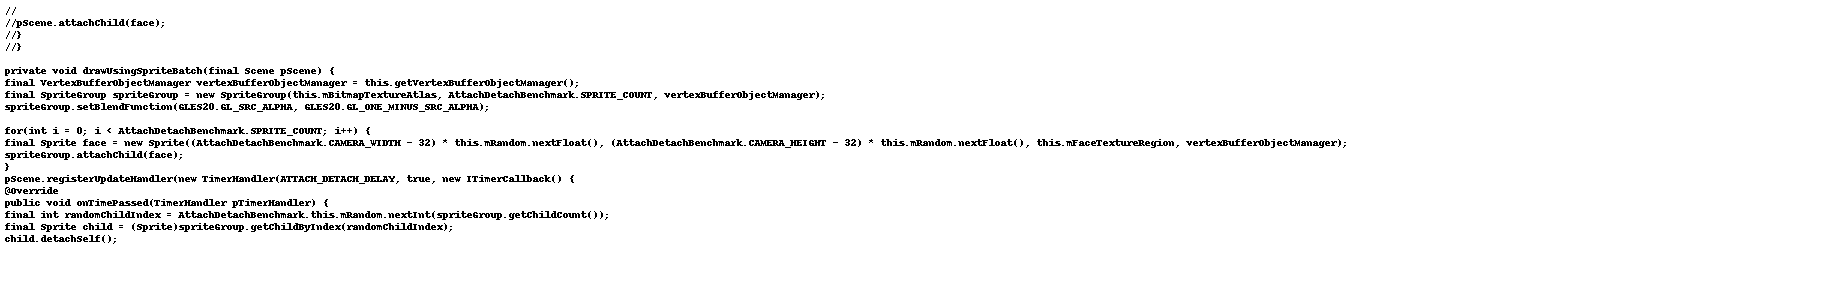 //
//pScene.attachChild(face);
//}
//}
private void drawUsingSpriteBatch(final Scene pScene) {
final VertexBufferObjectManager vertexBufferObjectManager = this.getVertexBufferObjectManager();
final SpriteGroup spriteGroup = new SpriteGroup(this.mBitmapTextureAtlas, AttachDetachBenchmark.SPRITE_COUNT, vertexBufferObjectManager);
spriteGroup.setBlendFunction(GLES20.GL_SRC_ALPHA, GLES20.GL_ONE_MINUS_SRC_ALPHA);
for(int i = 0; i < AttachDetachBenchmark.SPRITE_COUNT; i++) {
final Sprite face = new Sprite((AttachDetachBenchmark.CAMERA_WIDTH - 32) * this.mRandom.nextFloat(), (AttachDetachBenchmark.CAMERA_HEIGHT - 32) * this.mRandom.nextFloat(), this.mFaceTextureRegion, vertexBufferObjectManager);
spriteGroup.attachChild(face);
}
pScene.registerUpdateHandler(new TimerHandler(ATTACH_DETACH_DELAY, true, new ITimerCallback() {
@Override
public void onTimePassed(TimerHandler pTimerHandler) {
final int randomChildIndex = AttachDetachBenchmark.this.mRandom.nextInt(spriteGroup.getChildCount());
final Sprite child = (Sprite)spriteGroup.getChildByIndex(randomChildIndex);
child.detachSelf();